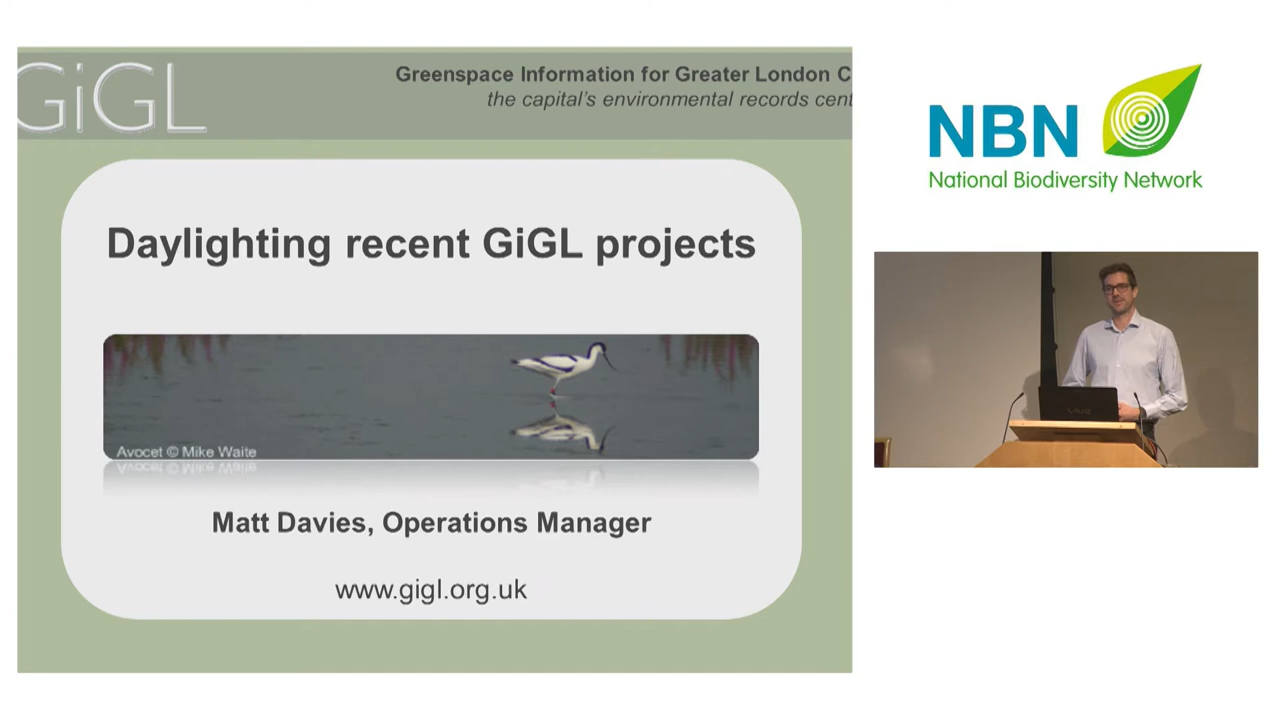 GiGL
Greenspace Information for Greater London C
the capital's environmental records cent
Daylighting recent GiGL projects
Avocet © Mike Waite
Matt Davies, Operations Manager
www.gigl.org.uk
NBN
National Biodiversity Network
VAIO